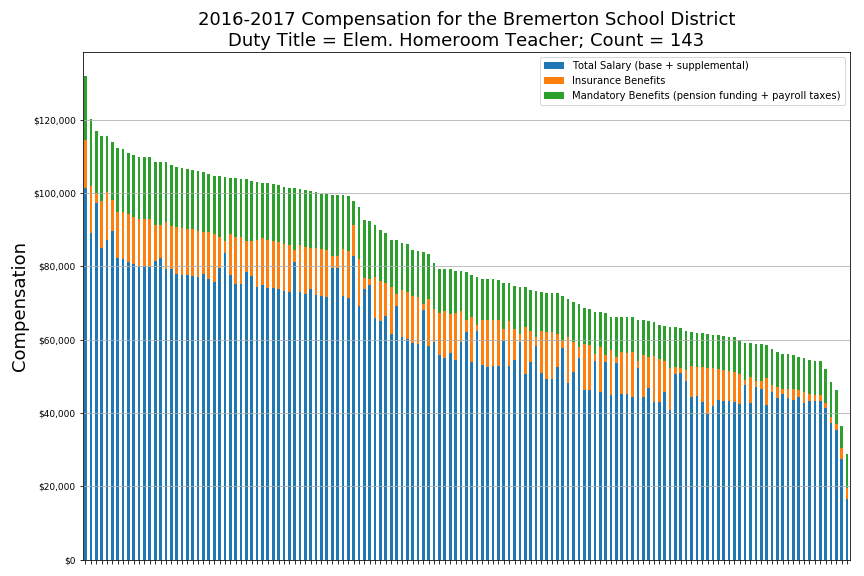 2016-2017 Compensation for the Bremerton School District
Duty Title = Elem. Homeroom Teacher; Count = 143
Total Salary (base + supplemental)
Insurance Benefits
Mandatory Benefits (pension funding + payroll taxes)
Compensation
$120,000
$100,000
$80,000
$60,000
$40,000
$20,000
$0